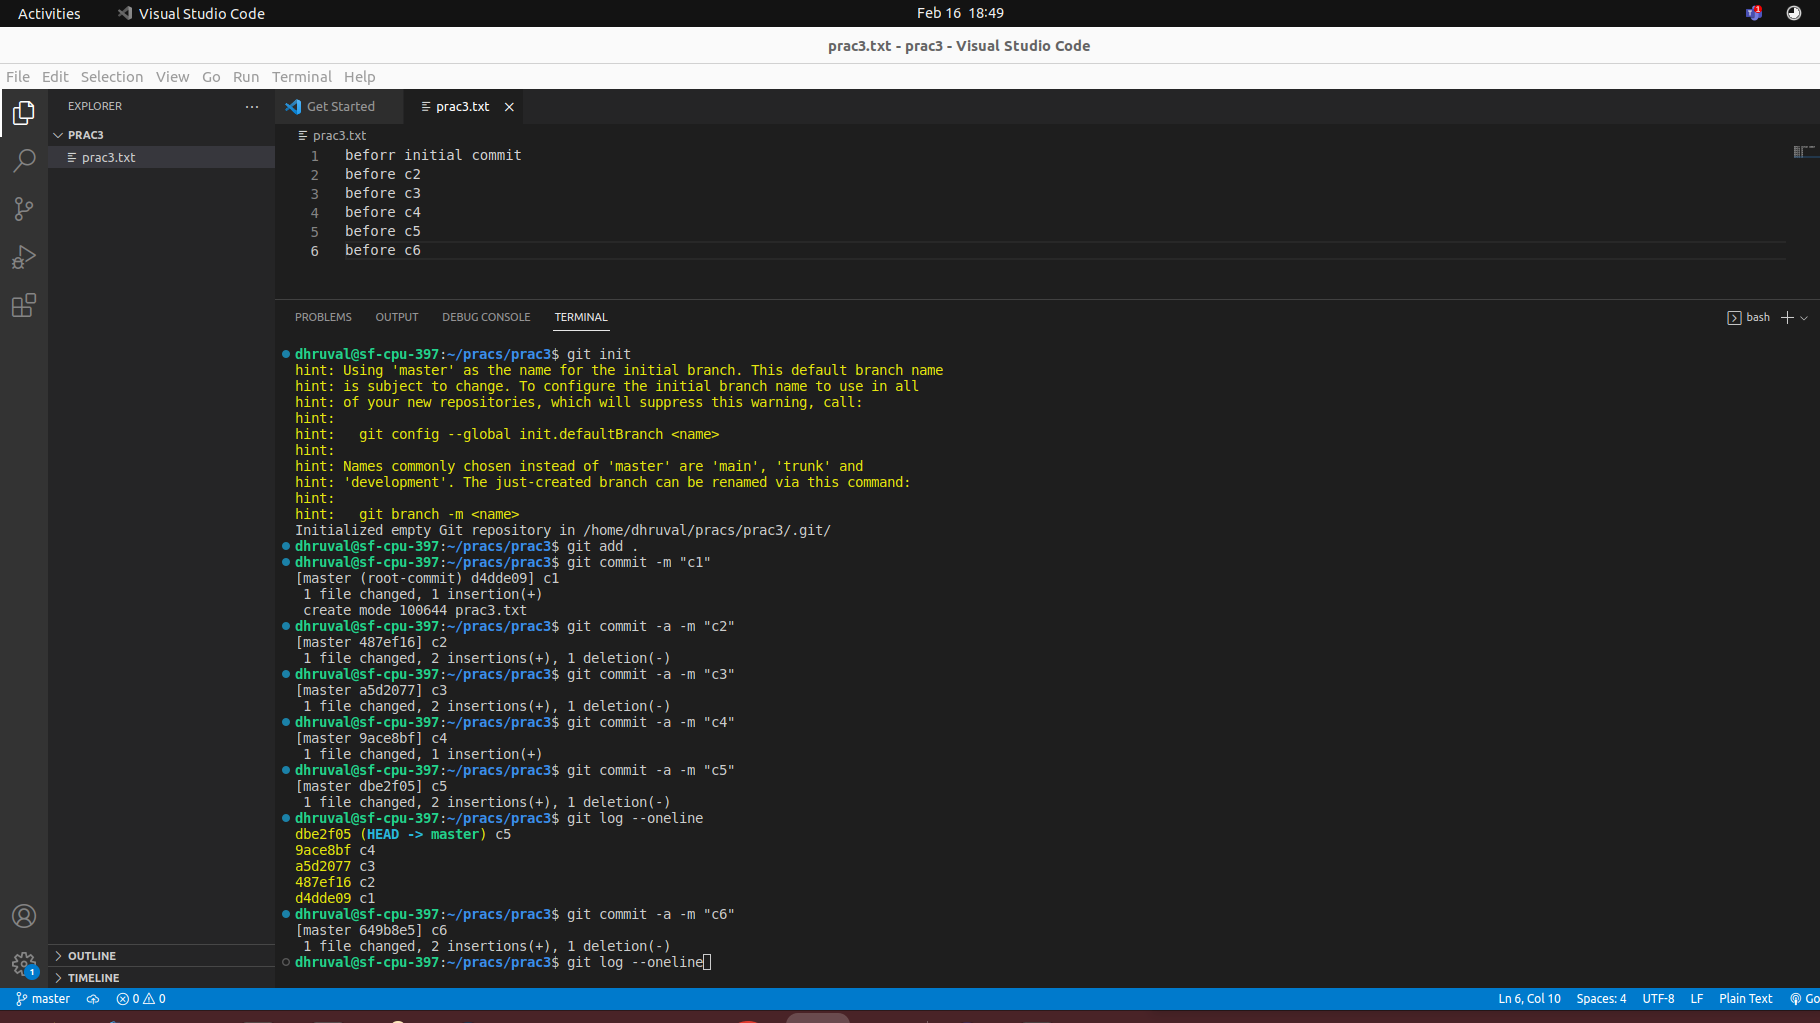 Activities Visual Studio Code Feb 16 18:49 1
prac3.txt - prac3 - Visual Studio Code
File Edit Selection View Go Run Terminal Help
EXPLORER ··· Get Started prac3.txt ×
PRAC3
prac3.txt
prac3.txt
1 beforr initial commit
2 before c2
3 before c3
4 before c4
5 before c5
6 before c6
PROBLEMS OUTPUT DEBUG CONSOLE TERMINAL bash
dhruval@sf-cpu-397:~/pracs/prac3$ git init
hint: Using 'master' as the name for the initial branch. This default branch name
hint: is subject to change. To configure the initial branch name to use in all
hint: of your new repositories, which will suppress this warning, call:
hint:
hint:   git config --global init.defaultBranch <name>
hint:
hint: Names commonly chosen instead of 'master' are 'main', 'trunk' and
hint: 'development'. The just-created branch can be renamed via this command:
hint:
hint:   git branch -m <name>
Initialized empty Git repository in /home/dhruval/pracs/prac3/.git/
dhruval@sf-cpu-397:~/pracs/prac3$ git add .
dhruval@sf-cpu-397:~/pracs/prac3$ git commit -m "c1"
[master (root-commit) d4dde09] c1
1 file changed, 1 insertion(+)
create mode 100644 prac3.txt
dhruval@sf-cpu-397:~/pracs/prac3$ git commit -a -m "c2"
[master 487ef16] c2
1 file changed, 2 insertions(+), 1 deletion(-)
dhruval@sf-cpu-397:~/pracs/prac3$ git commit -a -m "c3"
[master a5d2077] c3
1 file changed, 2 insertions(+), 1 deletion(-)
dhruval@sf-cpu-397:~/pracs/prac3$ git commit -a -m "c4"
[master 9ace8bf] c4
1 file changed, 1 insertion(+)
dhruval@sf-cpu-397:~/pracs/prac3$ git commit -a -m "c5"
[master dbe2f05] c5
1 file changed, 2 insertions(+), 1 deletion(-)
dhruval@sf-cpu-397:~/pracs/prac3$ git log --oneline
dbe2f05 (HEAD -> master) c5
9ace8bf c4
a5d2077 c3
487ef16 c2
d4dde09 c1
dhruval@sf-cpu-397:~/pracs/prac3$ git commit -a -m "c6"
[master 649b8e5] c6
1 file changed, 2 insertions(+), 1 deletion(-)
dhruval@sf-cpu-397:~/pracs/prac3$ git log --oneline
OUTLINE
1
TIMELINE
master 0 0 Ln 6, Col 10 Spaces: 4 UTF-8 LF Plain Text Go